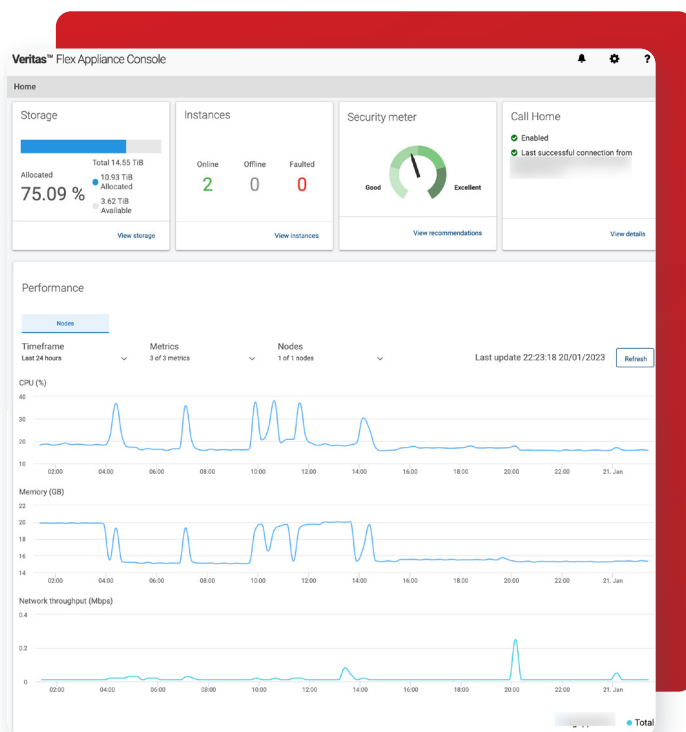 Veritas™ Flex Appliance Console
?
Home
Storage
Total 14.55 TiB
Allocated
75.09 %
10.93 TiB
Allocated
3.62 TiB
Available
View storage
Instances
Online Offline Faulted
2 0 0
View instances
Security meter
Good Excellent
View recommendations
Call Home
Enabled
Last successful connection from
View details
Performance
Nodes
Timeframe Metrics Nodes
Last 24 hours 3 of 3 metrics 1 of 1 nodes
Last update 22:23:18 20/01/2023 Refresh
CPU (%)
40
30
20
10
02:00 04:00 06:00 08:00 10:00 12:00 14:00 16:00 18:00 20:00 22:00 21. Jan
Memory (GB)
22
20
18
16
14
02:00 04:00 06:00 08:00 10:00 12:00 14:00 16:00 18:00 20:00 22:00 21. Jan
Network throughput (Mbps)
0.4
0.2
0
02:00 04:00 06:00 08:00 10:00 12:00 14:00 16:00 18:00 20:00 22:00 21. Jan
Total